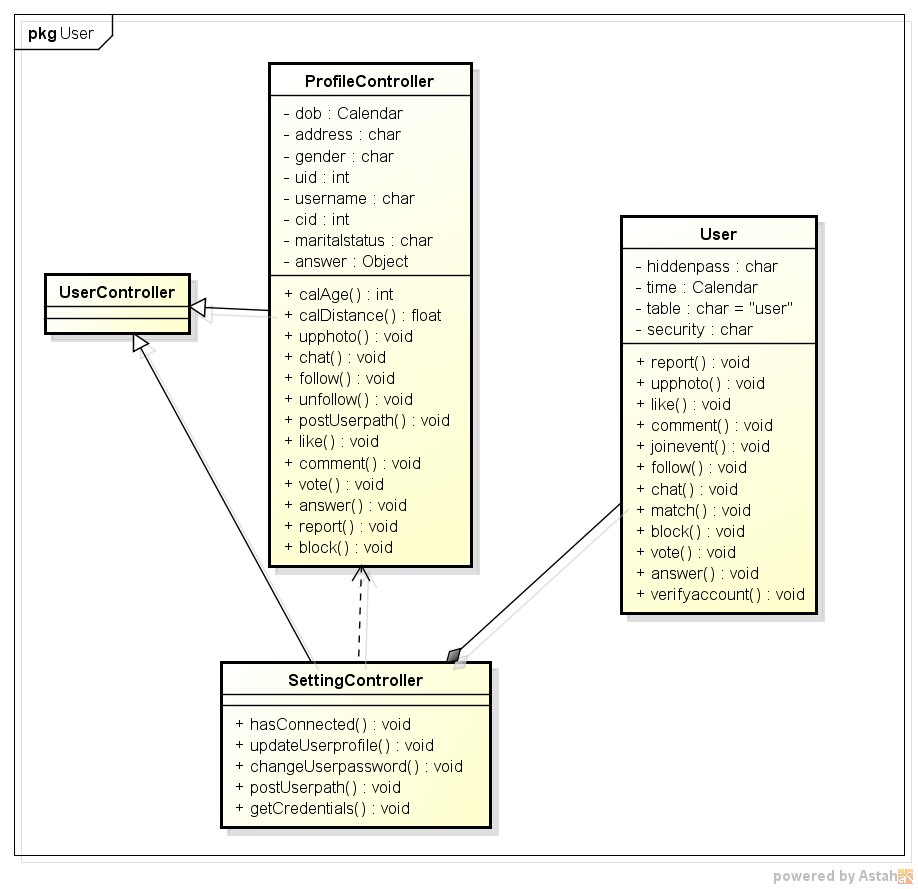 pkg User
ProfileController
- dob : Calendar
- address : char
- gender : char
- uid : int
- username : char
- cid : int
- maritalstatus : char
- answer : Object
+ calAge() : int
+ calDistance() : float
+ upphoto() : void
+ chat() : void
+ follow() : void
+ unfollow() : void
+ postUserpath() : void
+ like() : void
+ comment() : void
+ vote() : void
+ answer() : void
+ report() : void
+ block() : void
User
- hiddenpass : char
- time : Calendar
- table : char = "user"
- security : char
+ report() : void
+ upphoto() : void
+ like() : void
+ comment() : void
+ joinevent() : void
+ follow() : void
+ chat() : void
+ match() : void
+ block() : void
+ vote() : void
+ answer() : void
+ verifyaccount() : void
UserController
SettingController
+ hasConnected() : void
+ updateUserprofile() : void
+ changeUserpassword() : void
+ postUserpath() : void
+ getCredentials() : void
powered by Astah